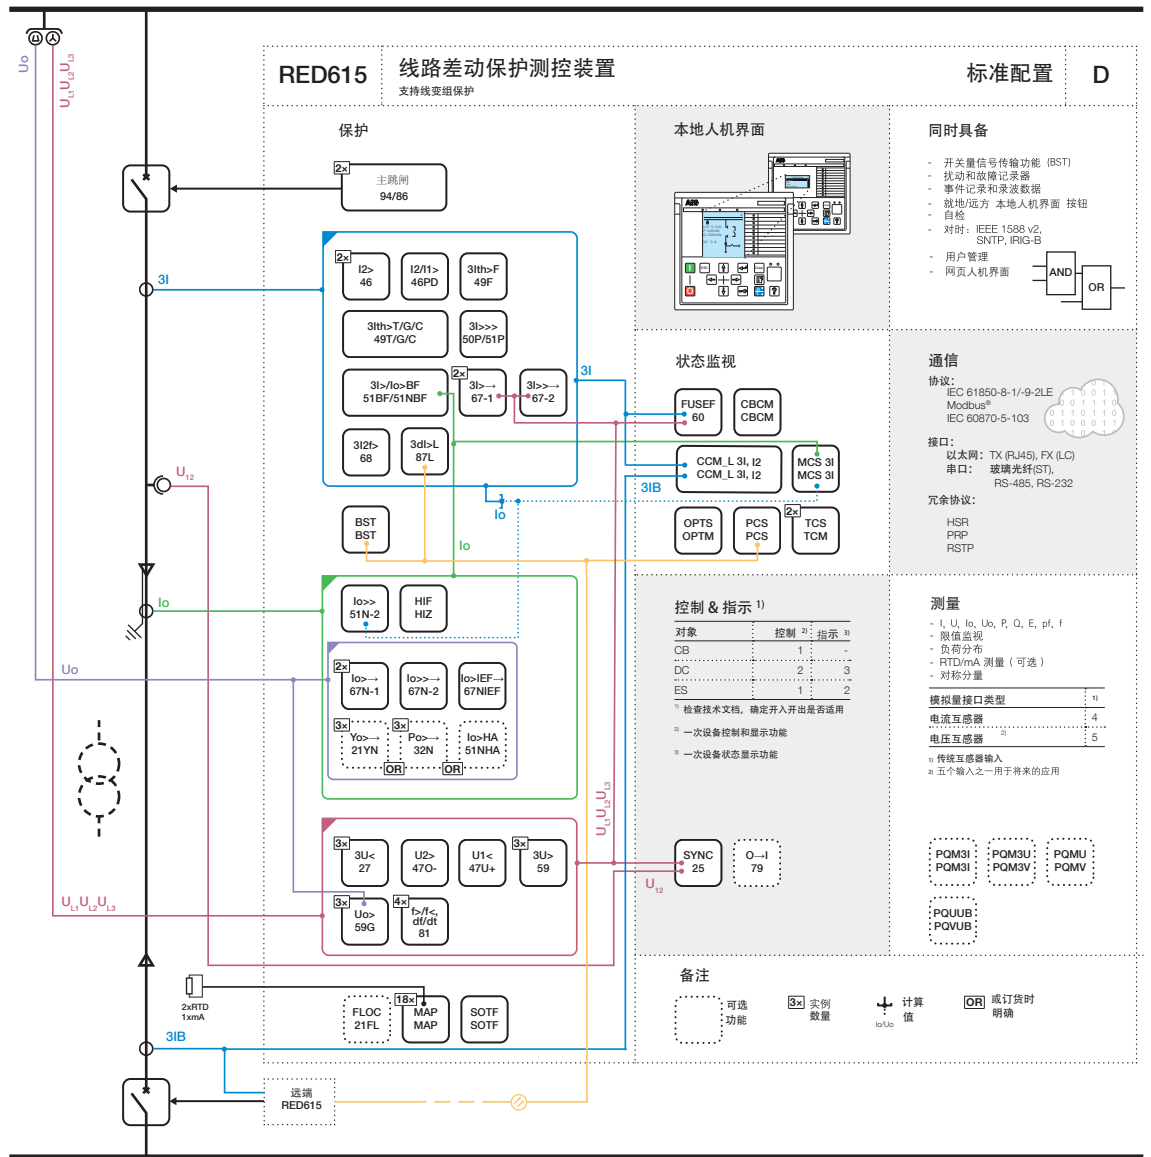 RED615
线路差动保护测控装置
支持线变组保护
标准配置 D
Uo
UL1UL2UL3
保护
2×
主跳闸
94/86
3I
2×
I2>
46
I2/I1>
46PD
3Ith>F
49F
3Ith>T/G/C
49T/G/C
3I>>>
50P/51P
3I>/Io>BF
51BF/51NBF
2×
3I>→
67-1
3I>>→
67-2
3I2f>
68
3dI>L
87L
3I
3IB
Io
U12
BST
BST
Io
Io
Io>>
51N-2
HIF
HIZ
Uo
2×
Io>→
67N-1
Io>>→
67N-2
Io>IEF→
67NIEF
3×
Yo>→
21YN
OR
3×
Po>→
32N
OR
Io>HA
51NHA
UL1UL2UL3
3×
3U<
27
U2>
47O-
U1<
47U+
3×
3U>
59
3×
Uo>
59G
4×
f>/f<,
df/dt
81
UL1UL2UL3
U12
2xRTD
1xmA
FLOC
21FL
18×
MAP
MAP
SOTF
SOTF
3IB
远端
RED615
本地人机界面
ABB
ABB
同时具备
- 开关量信号传输功能 (BST)
- 扰动和故障记录器
- 事件记录和录波数据
- 就地/远方 本地人机界面 按钮
- 自检
- 对时：IEEE 1588 v2,
SNTP, IRIG-B
- 用户管理
- 网页人机界面
AND
OR
状态监视
FUSEF
60
CBCM
CBCM
CCM_L 3I, I2
CCM_L 3I, I2
MCS 3I
MCS 3I
OPTS
OPTM
PCS
PCS
2×
TCS
TCM
通信
协议：
IEC 61850-8-1/-9-2LE
Modbus®
IEC 60870-5-103
接口：
以太网：TX (RJ45), FX (LC)
串口： 玻璃光纤(ST),
RS-485, RS-232
冗余协议：
HSR
PRP
RSTP
控制 & 指示 1)
对象 控制 2) 指示 3)
CB 1 -
DC 2 3
ES 1 2
1) 检查技术文档，确定开入开出是否适用
2) 一次设备控制和显示功能
3) 一次设备状态显示功能
SYNC
25
O→I
79
测量
- I, U, Io, Uo, P, Q, E, pf, f
- 限值监视
- 负荷分布
- RTD/mA 测量（可选）
- 对称分量
模拟量接口类型 1)
电流互感器 4
电压互感器 2) 5
1) 传统互感器输入
2) 五个输入之一用于将来的应用
PQM3I
PQM3I
PQM3U
PQM3V
PQMU
PQMV
PQUUB
PQVUB
备注
可选
功能
3×
实例
数量
Io/Uo
计算
值
OR
或订货时
明确